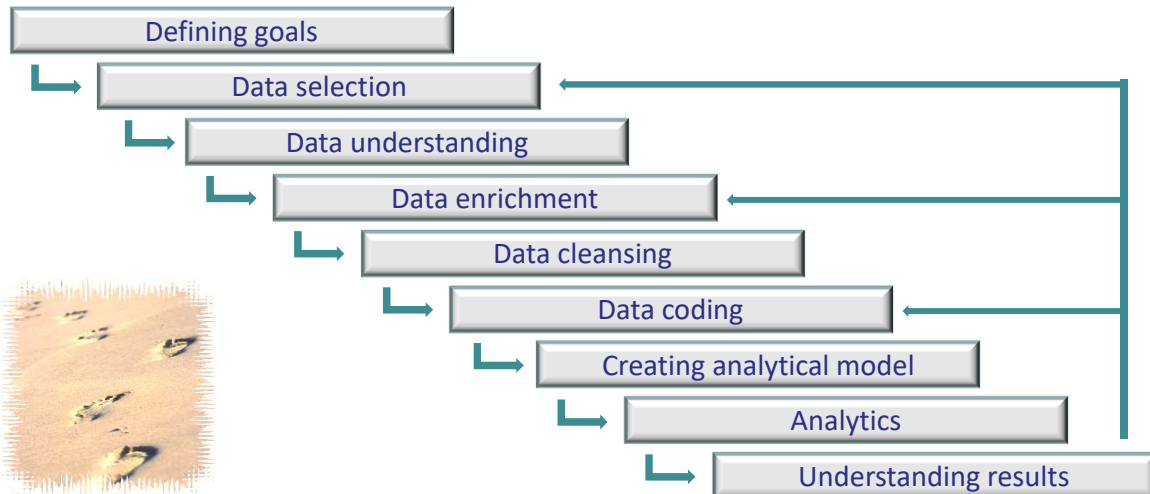 Defining goals
Data selection
Data understanding
Data enrichment
Data cleansing
Data coding
Creating analytical model
Analytics
Understanding results